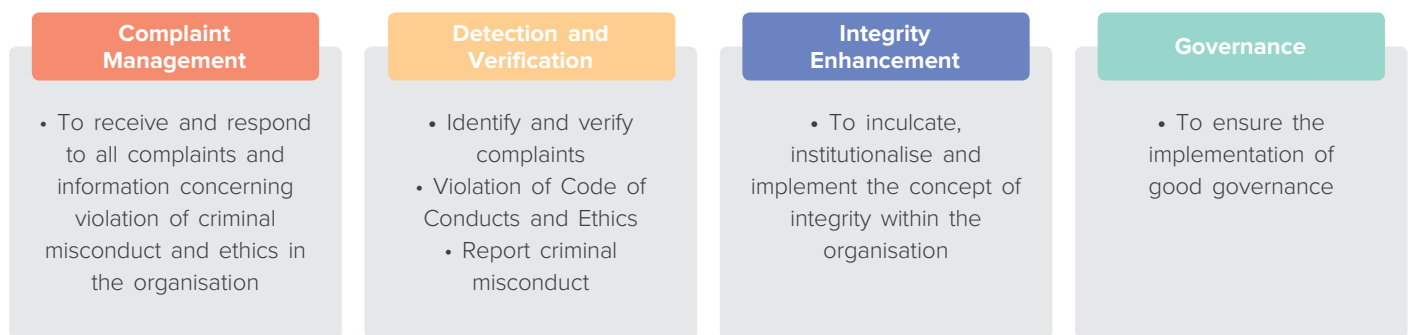 Complaint
Management
• To receive and respond
to all complaints and
information concerning
violation of criminal
misconduct and ethics in
the organisation
Detection and
Verification
• Identify and verify
complaints
• Violation of Code of
Conducts and Ethics
• Report criminal
misconduct
Integrity
Enhancement
• To inculcate,
institutionalise and
implement the concept of
integrity within the
organisation
Governance
• To ensure the
implementation of
good governance